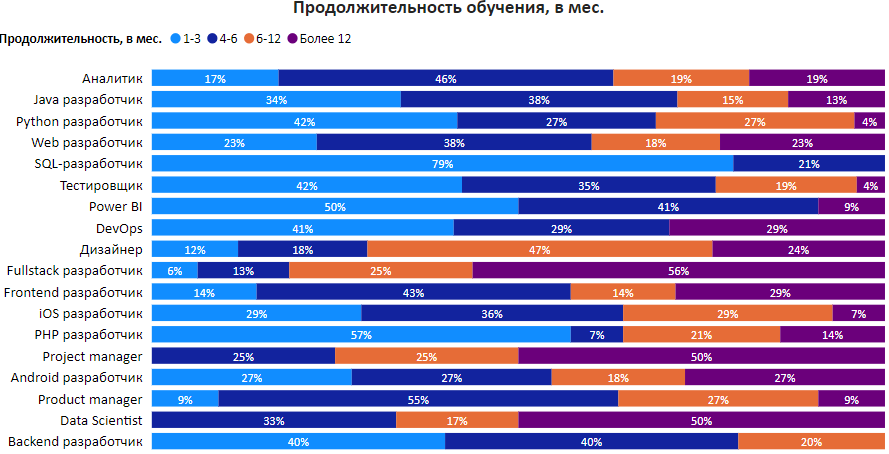 Продолжительность обучения, в мес.
Продолжительность, в мес. 1-3 4-6 6-12 Более 12
Аналитик 17% 46% 19% 19%
Java разработчик 34% 38% 15% 13%
Python разработчик 42% 27% 27% 4%
Web разработчик 23% 38% 18% 23%
SQL-разработчик 79% 21%
Тестировщик 42% 35% 19% 4%
Power BI 50% 41% 9%
DevOps 41% 29% 29%
Дизайнер 12% 18% 47% 24%
Fullstack разработчик 6% 13% 25% 56%
Frontend разработчик 14% 43% 14% 29%
iOS разработчик 29% 36% 29% 7%
PHP разработчик 57% 7% 21% 14%
Project manager 25% 25% 50%
Android разработчик 27% 27% 18% 27%
Product manager 9% 55% 27% 9%
Data Scientist 33% 17% 50%
Backend разработчик 40% 40% 20%